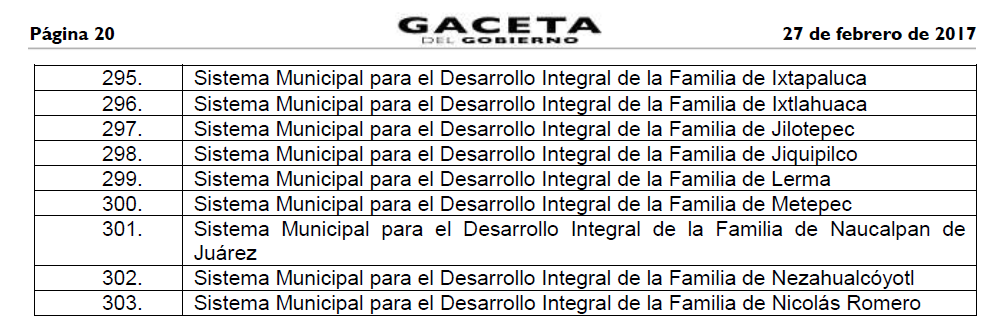 Página 20
GACETA
DEL GOBIERNO
27 de febrero de 2017
295. Sistema Municipal para el Desarrollo Integral de la Familia de Ixtapaluca
296. Sistema Municipal para el Desarrollo Integral de la Familia de Ixtlahuaca
297. Sistema Municipal para el Desarrollo Integral de la Familia de Jilotepec
298. Sistema Municipal para el Desarrollo Integral de la Familia de Jiquipilco
299. Sistema Municipal para el Desarrollo Integral de la Familia de Lerma
300. Sistema Municipal para el Desarrollo Integral de la Familia de Metepec
301. Sistema Municipal para el Desarrollo Integral de la Familia de Naucalpan de
Juárez
302. Sistema Municipal para el Desarrollo Integral de la Familia de Nezahualcóyotl
303. Sistema Municipal para el Desarrollo Integral de la Familia de Nicolás Romero